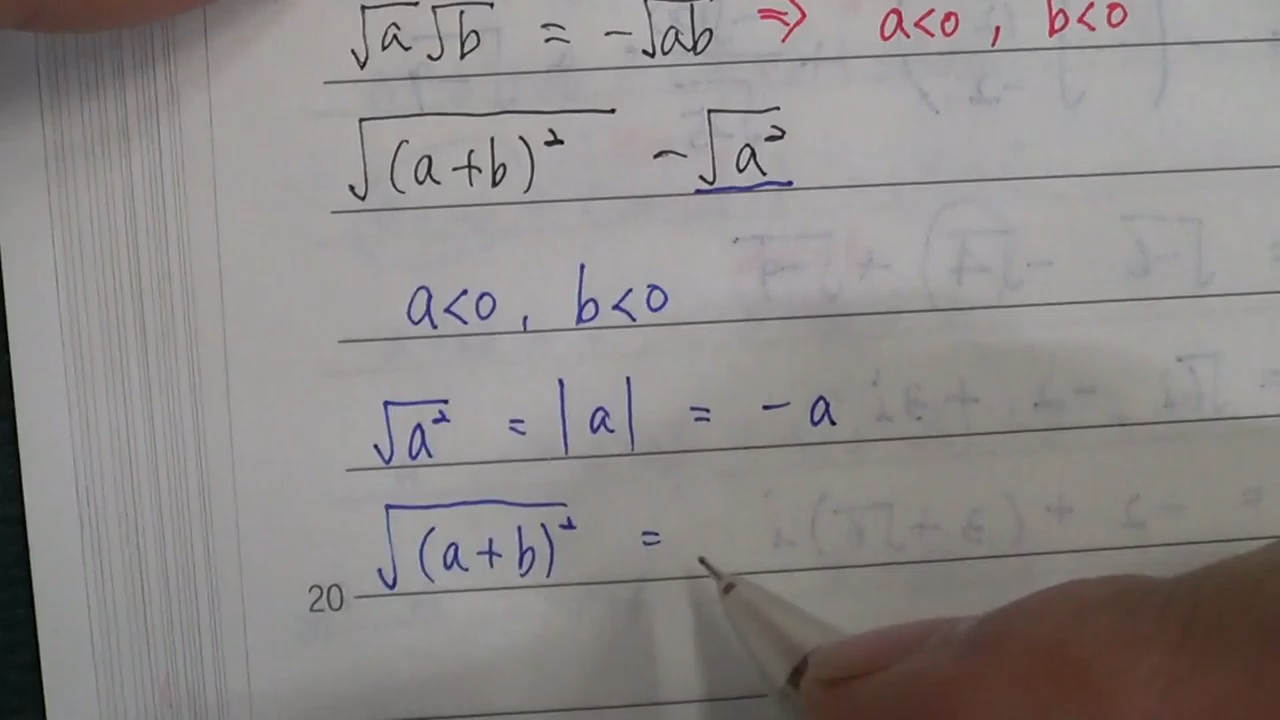 √a √b = -√ab ⇒ a<0 , b<0
√(a+b)² -√a²
a<0 , b<0
√a² = |a| = -a
√(a+b)² =
20